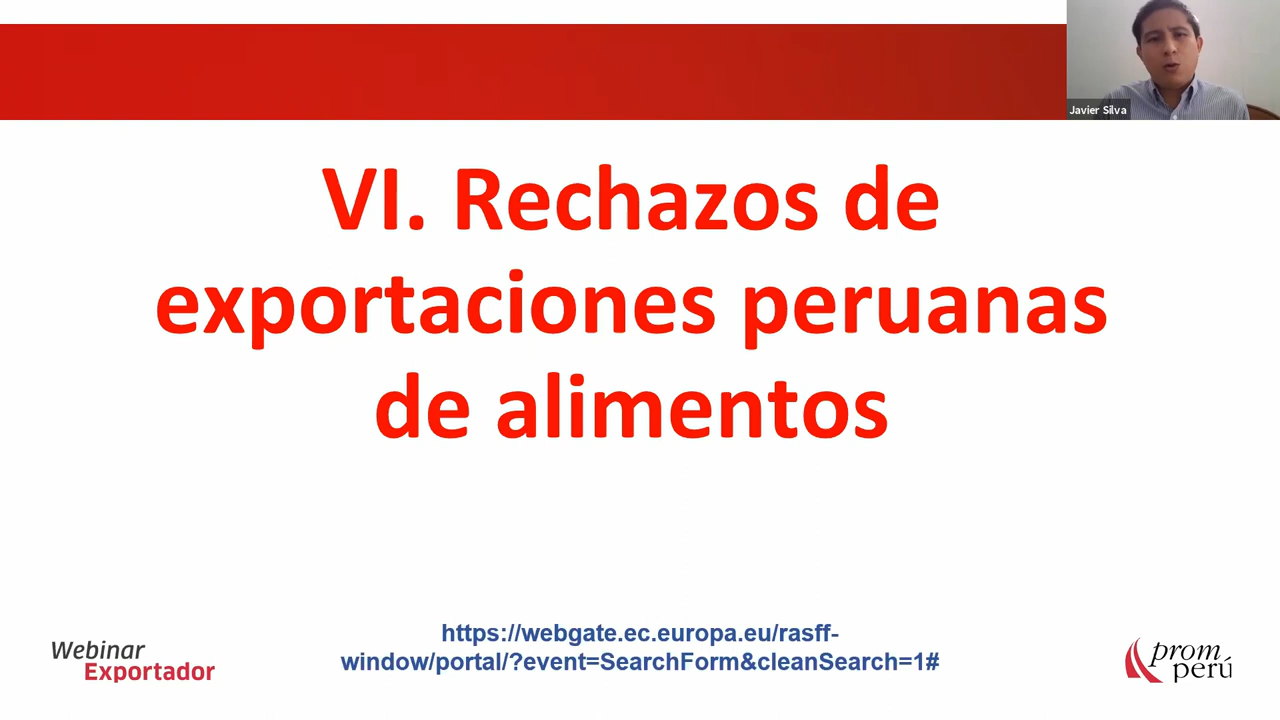 Javier Silva
VI. Rechazos de
exportaciones peruanas
de alimentos
https://webgate.ec.europa.eu/rasff-
window/portal/?event=SearchForm&cleanSearch=1#
Webinar
Exportador
prom
perú